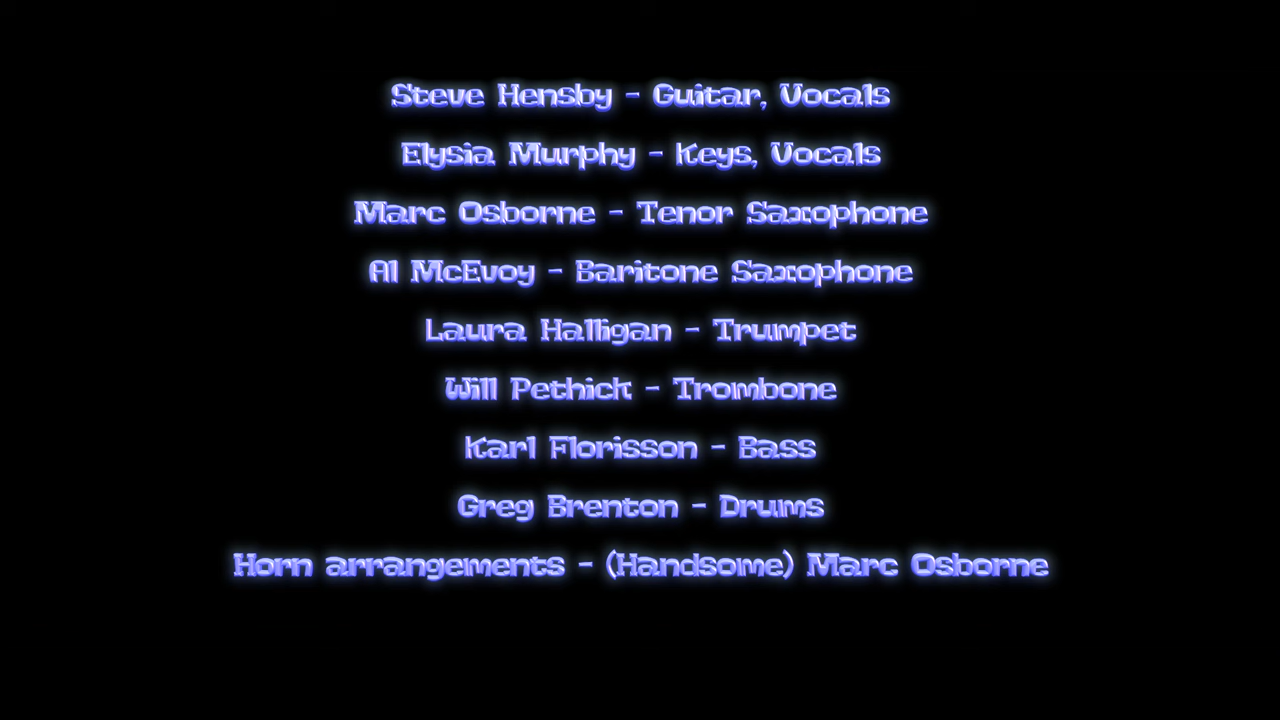 Steve Hensby - Guitar, Vocals
Elysia Murphy - Keys, Vocals
Marc Osborne - Tenor Saxophone
Al McEvoy - Baritone Saxophone
Laura Halligan - Trumpet
Will Pethick - Trombone
Karl Florisson - Bass
Greg Brenton - Drums
Horn arrangements - (Handsome) Marc Osborne